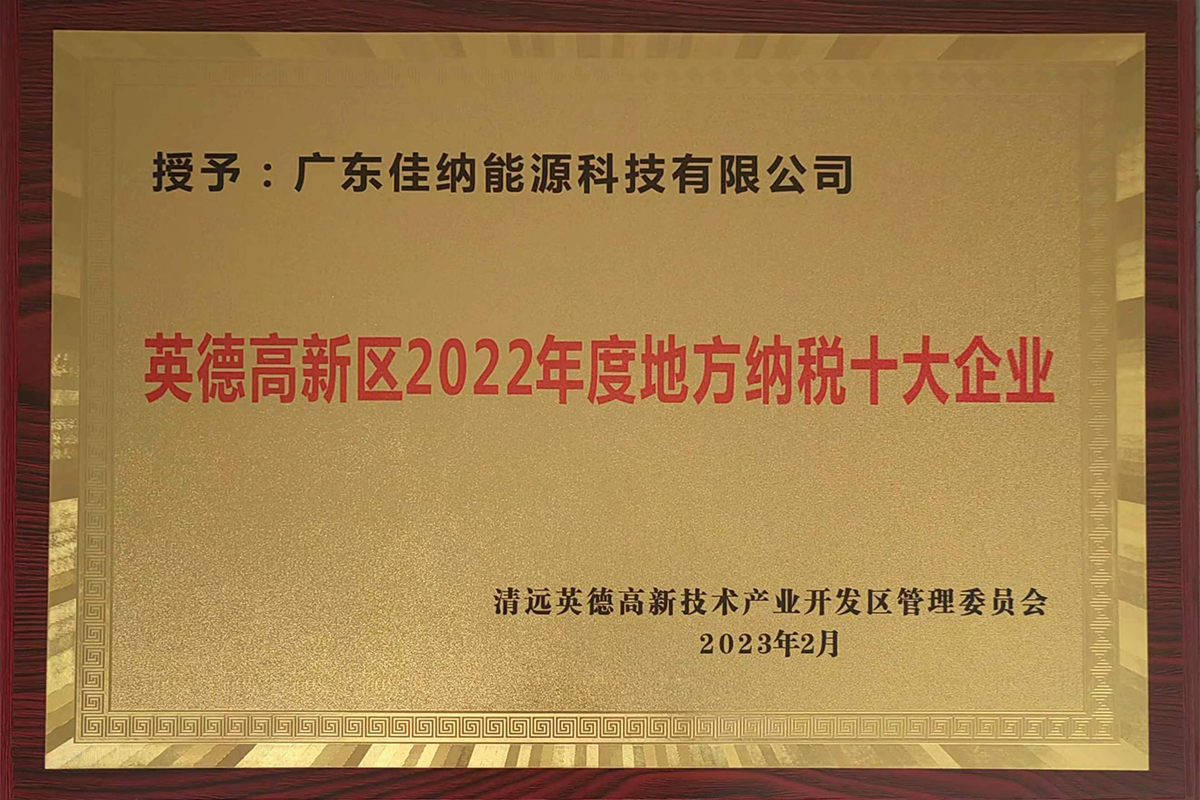 授予：广东佳纳能源科技有限公司
英德高新区2022年度地方纳税十大企业
清远英德高新技术产业开发区管理委员会
2023年2月